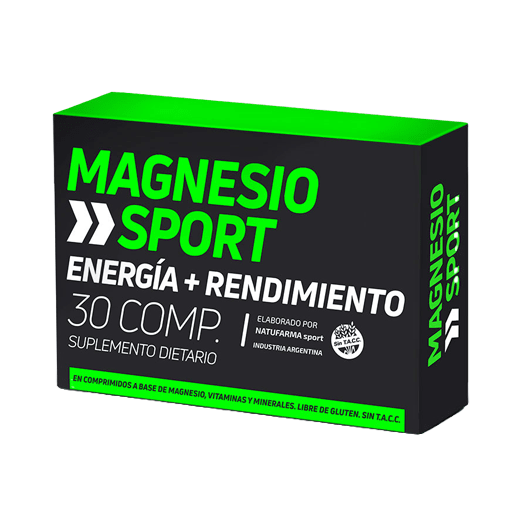 MAGNESIO
SPORT
ENERGÍA + RENDIMIENTO
30 COMP.
SUPLEMENTO DIETARIO
ELABORADO POR
NATUFARMA sport
INDUSTRIA ARGENTINA
Sin T.A.C.C.
EN COMPRIMIDOS A BASE DE MAGNESIO, VITAMINAS Y MINERALES. LIBRE DE GLUTEN. SIN T.A.C.C.
MAGNESIO
SPORT